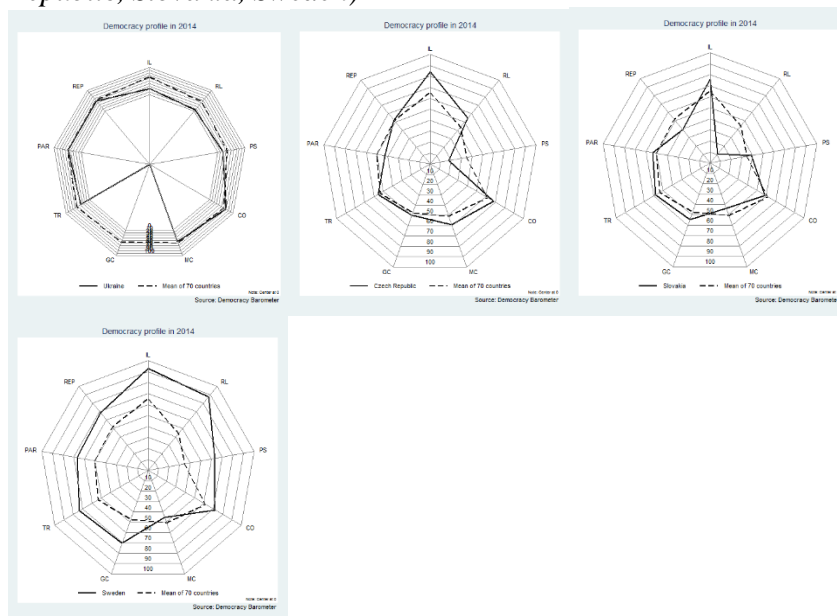 Democracy profile in 2014
IL
REP RL
PAR PS
TR CO
GC MC
Ukraine Mean of 70 countries
Source: Democracy Barometer
Democracy profile in 2014
IL
REP RL
PAR PS
10
20
30
40
50
60
70
80
90
100
TR CO
GC MC
Czech Republic Mean of 70 countries
Source: Democracy Barometer
Democracy profile in 2014
IL
REP RL
PAR PS
10
20
30
40
50
60
70
80
90
100
TR CO
GC MC
Slovakia Mean of 70 countries
Source: Democracy Barometer
Democracy profile in 2014
IL
REP RL
PAR PS
10
20
30
40
50
60
70
80
90
100
TR CO
GC MC
Sweden Mean of 70 countries
Source: Democracy Barometer